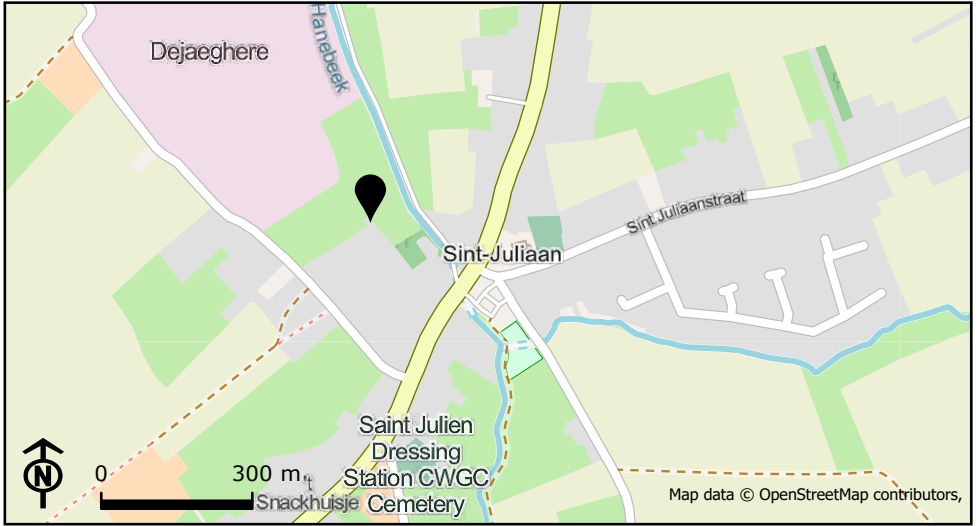 Hanebeek
Dejaeghere
Sint Juliaanstraat
Sint-Juliaan
Saint Julien
Dressing
Station CWGC
Cemetery
't
Snackhuisje
N
0
300 m
Map data © OpenStreetMap contributors,